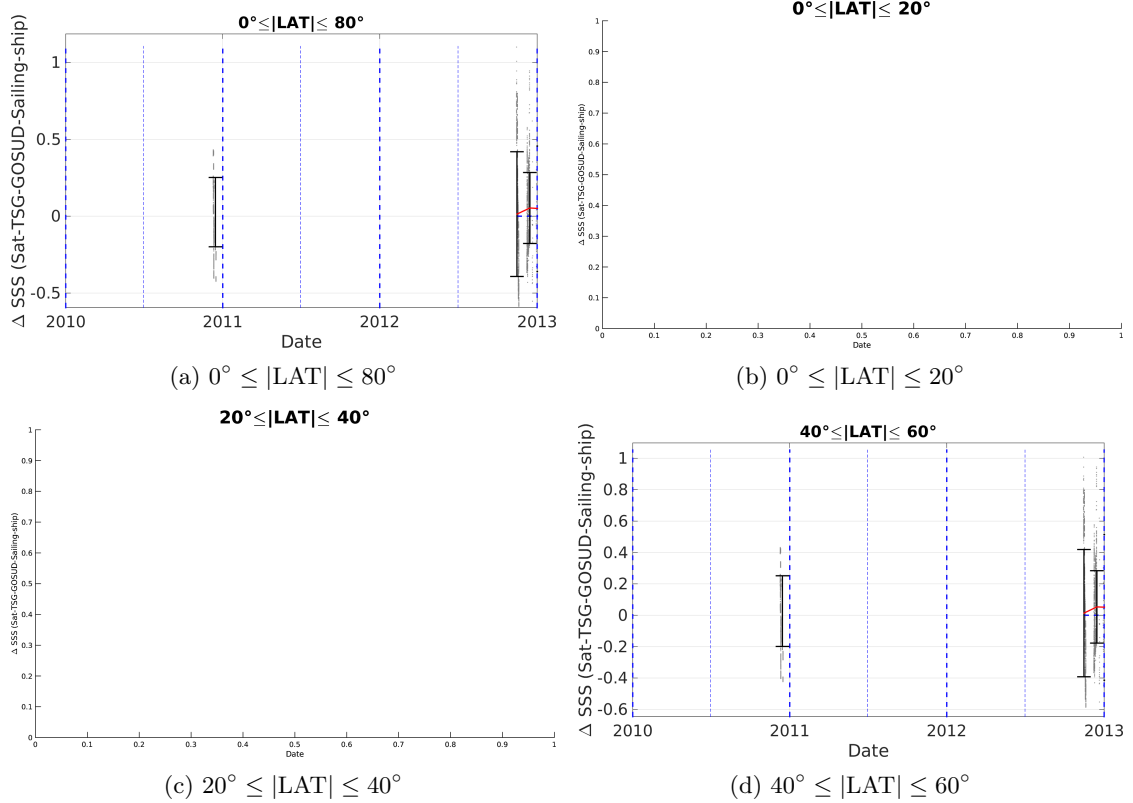 0°≤|LAT|≤ 80°
Δ SSS (Sat-TSG-GOSUD-Sailing-ship)
1
0.5
0
-0.5
2010 2011 2012 2013
Date
(a) 0° ≤ |LAT| ≤ 80°
0°≤|LAT|≤ 20°
Δ SSS (Sat-TSG-GOSUD-Sailing-ship)
1
0.9
0.8
0.7
0.6
0.5
0.4
0.3
0.2
0.1
0
0 0.1 0.2 0.3 0.4 0.5 0.6 0.7 0.8 0.9 1
Date
(b) 0° ≤ |LAT| ≤ 20°
20°≤|LAT|≤ 40°
Δ SSS (Sat-TSG-GOSUD-Sailing-ship)
1
0.9
0.8
0.7
0.6
0.5
0.4
0.3
0.2
0.1
0
0 0.1 0.2 0.3 0.4 0.5 0.6 0.7 0.8 0.9 1
Date
(c) 20° ≤ |LAT| ≤ 40°
40°≤|LAT|≤ 60°
Δ SSS (Sat-TSG-GOSUD-Sailing-ship)
1
0.8
0.6
0.4
0.2
0
-0.2
-0.4
-0.6
2010 2011 2012 2013
Date
(d) 40° ≤ |LAT| ≤ 60°